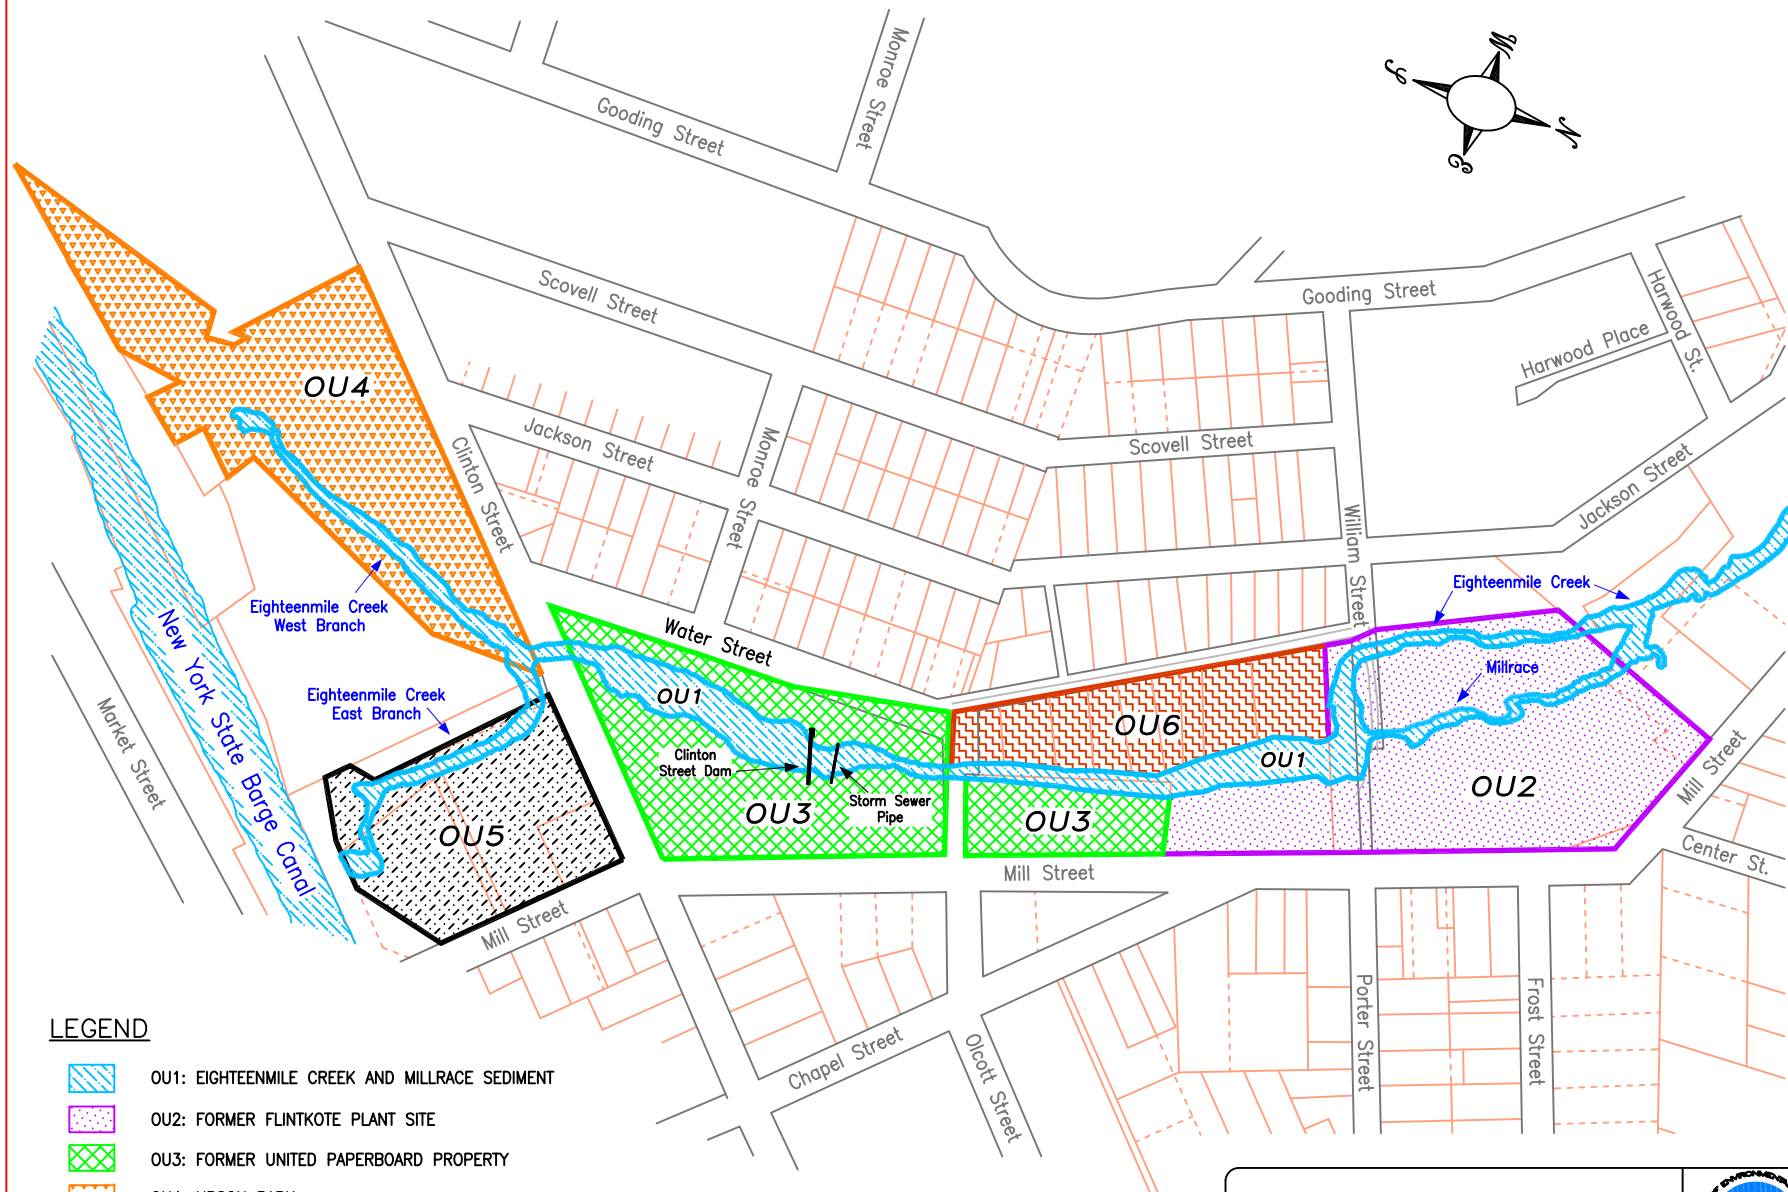 Monroe Street
Gooding Street
W
S
N
E
Scovell Street
Gooding Street
Harwood St.
Harwood Place
OU4
Jackson Street
Clinton Street
Monroe Street
Scovell Street
Jackson Street
William Street
Eighteenmile Creek
West Branch
Eighteenmile Creek
New York State Barge Canal
Water Street
Millrace
Eighteenmile Creek
East Branch
OU1
OU6
Market Street
Clinton
Street Dam
OU1
OU2
Mill Street
Storm Sewer
Pipe
OU3
OU3
OU5
Mill Street
Center St.
Mill Street
Porter Street
Frost Street
Chapel Street
Olcott Street
LEGEND
OU1: EIGHTEENMILE CREEK AND MILLRACE SEDIMENT
OU2: FORMER FLINTKOTE PLANT SITE
OU3: FORMER UNITED PAPERBOARD PROPERTY